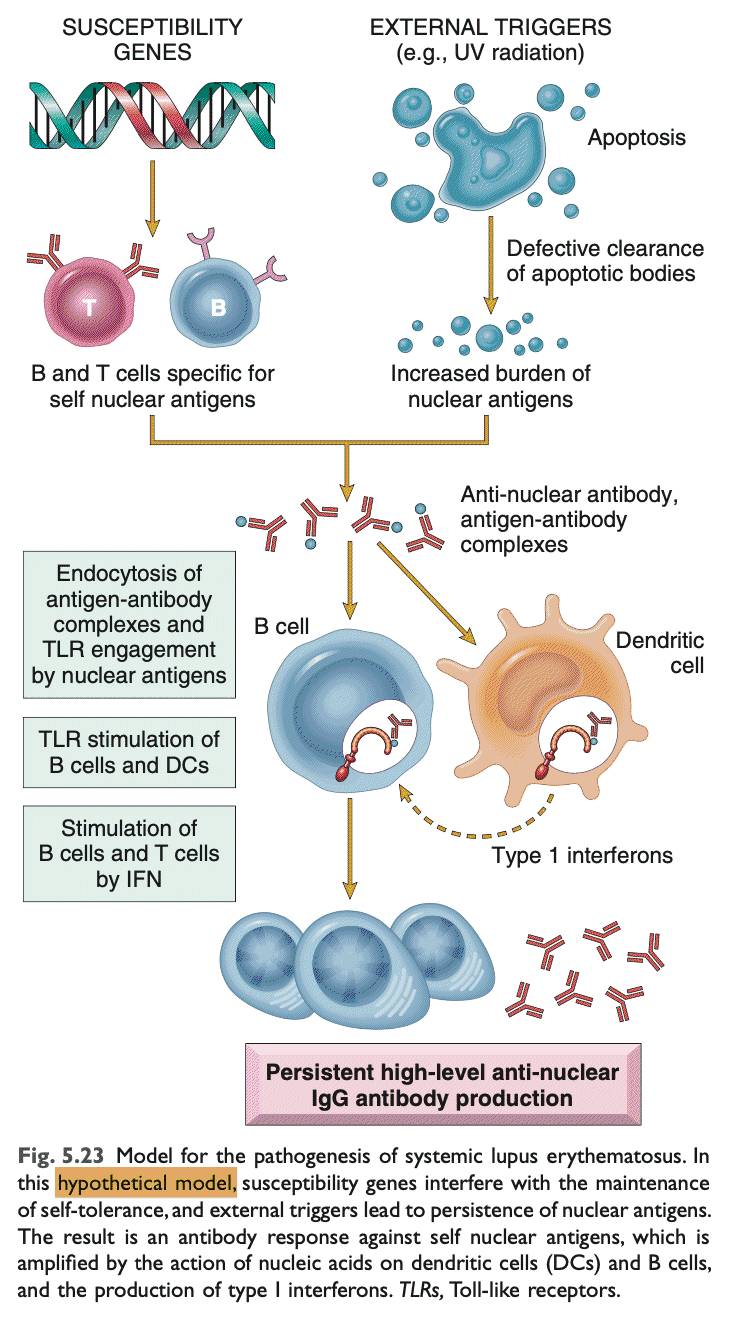 SUSCEPTIBILITY
GENES
EXTERNAL TRIGGERS
(e.g., UV radiation)
Apoptosis
Defective clearance
of apoptotic bodies
T
B
B and T cells specific for
self nuclear antigens
Increased burden of
nuclear antigens
Anti-nuclear antibody,
antigen-antibody
complexes
Endocytosis of
antigen-antibody
complexes and
TLR engagement
by nuclear antigens
B cell
Dendritic
cell
TLR stimulation of
B cells and DCs
Stimulation of
B cells and T cells
by IFN
Type 1 interferons
Persistent high-level anti-nuclear
IgG antibody production
Fig. 5.23 Model for the pathogenesis of systemic lupus erythematosus. In
this hypothetical model, susceptibility genes interfere with the maintenance
of self-tolerance, and external triggers lead to persistence of nuclear antigens.
The result is an antibody response against self nuclear antigens, which is
amplified by the action of nucleic acids on dendritic cells (DCs) and B cells,
and the production of type I interferons. TLRs, Toll-like receptors.